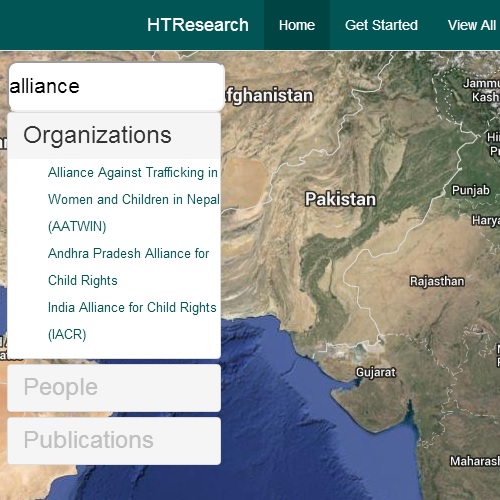 HTResearch Home Get Started View All
alliance
Organizations
Alliance Against Trafficking in
Women and Children in Nepal
(AATWIN)
Andhra Pradesh Alliance for
Child Rights
India Alliance for Child Rights
(IACR)
People
Publications
fghanistan
Jammu
Kash
Pakistan
Punjab
Harya
Rajasthan
Gujarat
Maharash